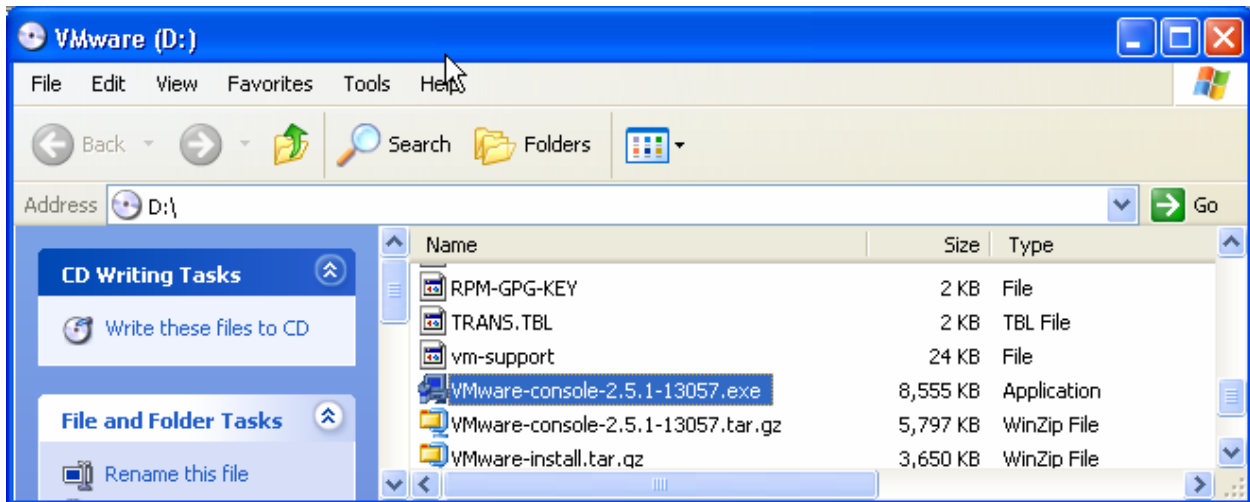 VMware (D:)
File Edit View Favorites Tools Help
Back Search Folders
Address D:\ Go
Name Size Type
CD Writing Tasks
Write these files to CD
File and Folder Tasks
Rename this file
RPM-GPG-KEY 2 KB File
TRANS.TBL 2 KB TBL File
vm-support 24 KB File
VMware-console-2.5.1-13057.exe 8,555 KB Application
VMware-console-2.5.1-13057.tar.gz 5,797 KB WinZip File
VMware-install.tar.gz 3,650 KB WinZip File